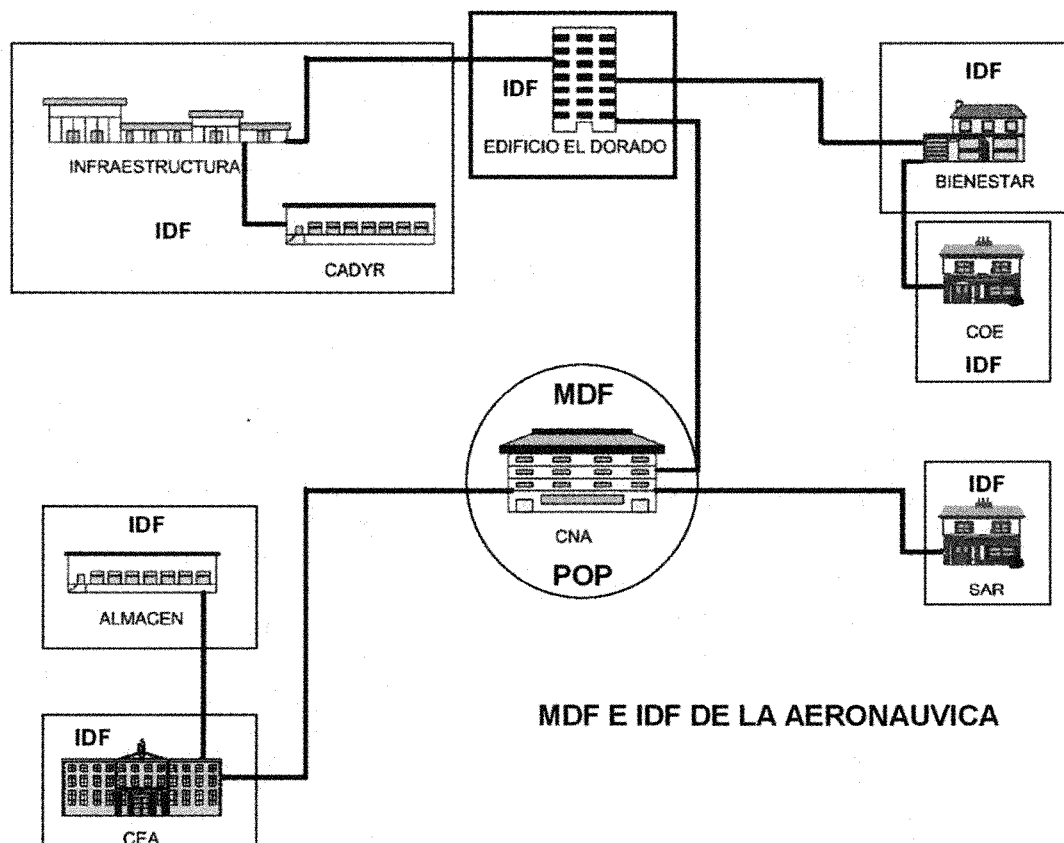 IDF
EDIFICIO EL DORADO
INFRAESTRUCTURA
IDF
CADYR
IDF
BIENESTAR
COE
IDF
MDF
CNA
POP
IDF
SAR
IDF
ALMACEN
IDF
CEA
MDF E IDF DE LA AERONAUVICA